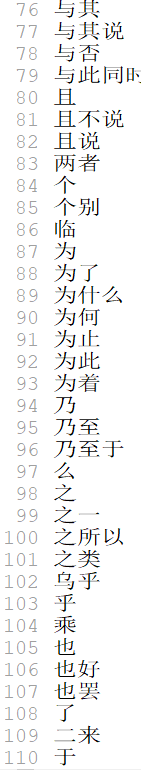 76 与其
77 与其说
78 与否
79 与此同时
80 且
81 且不说
82 且说
83 两者
84 个
85 个别
86 临
87 为
88 为了
89 为什么
90 为何
91 为止
92 为此
93 为着
94 乃
95 乃至
96 乃至于
97 么
98 之
99 之一
100 之所以
101 之类
102 乌乎
103 乎
104 乘
105 也
106 也好
107 也罢
108 了
109 二来
110 于